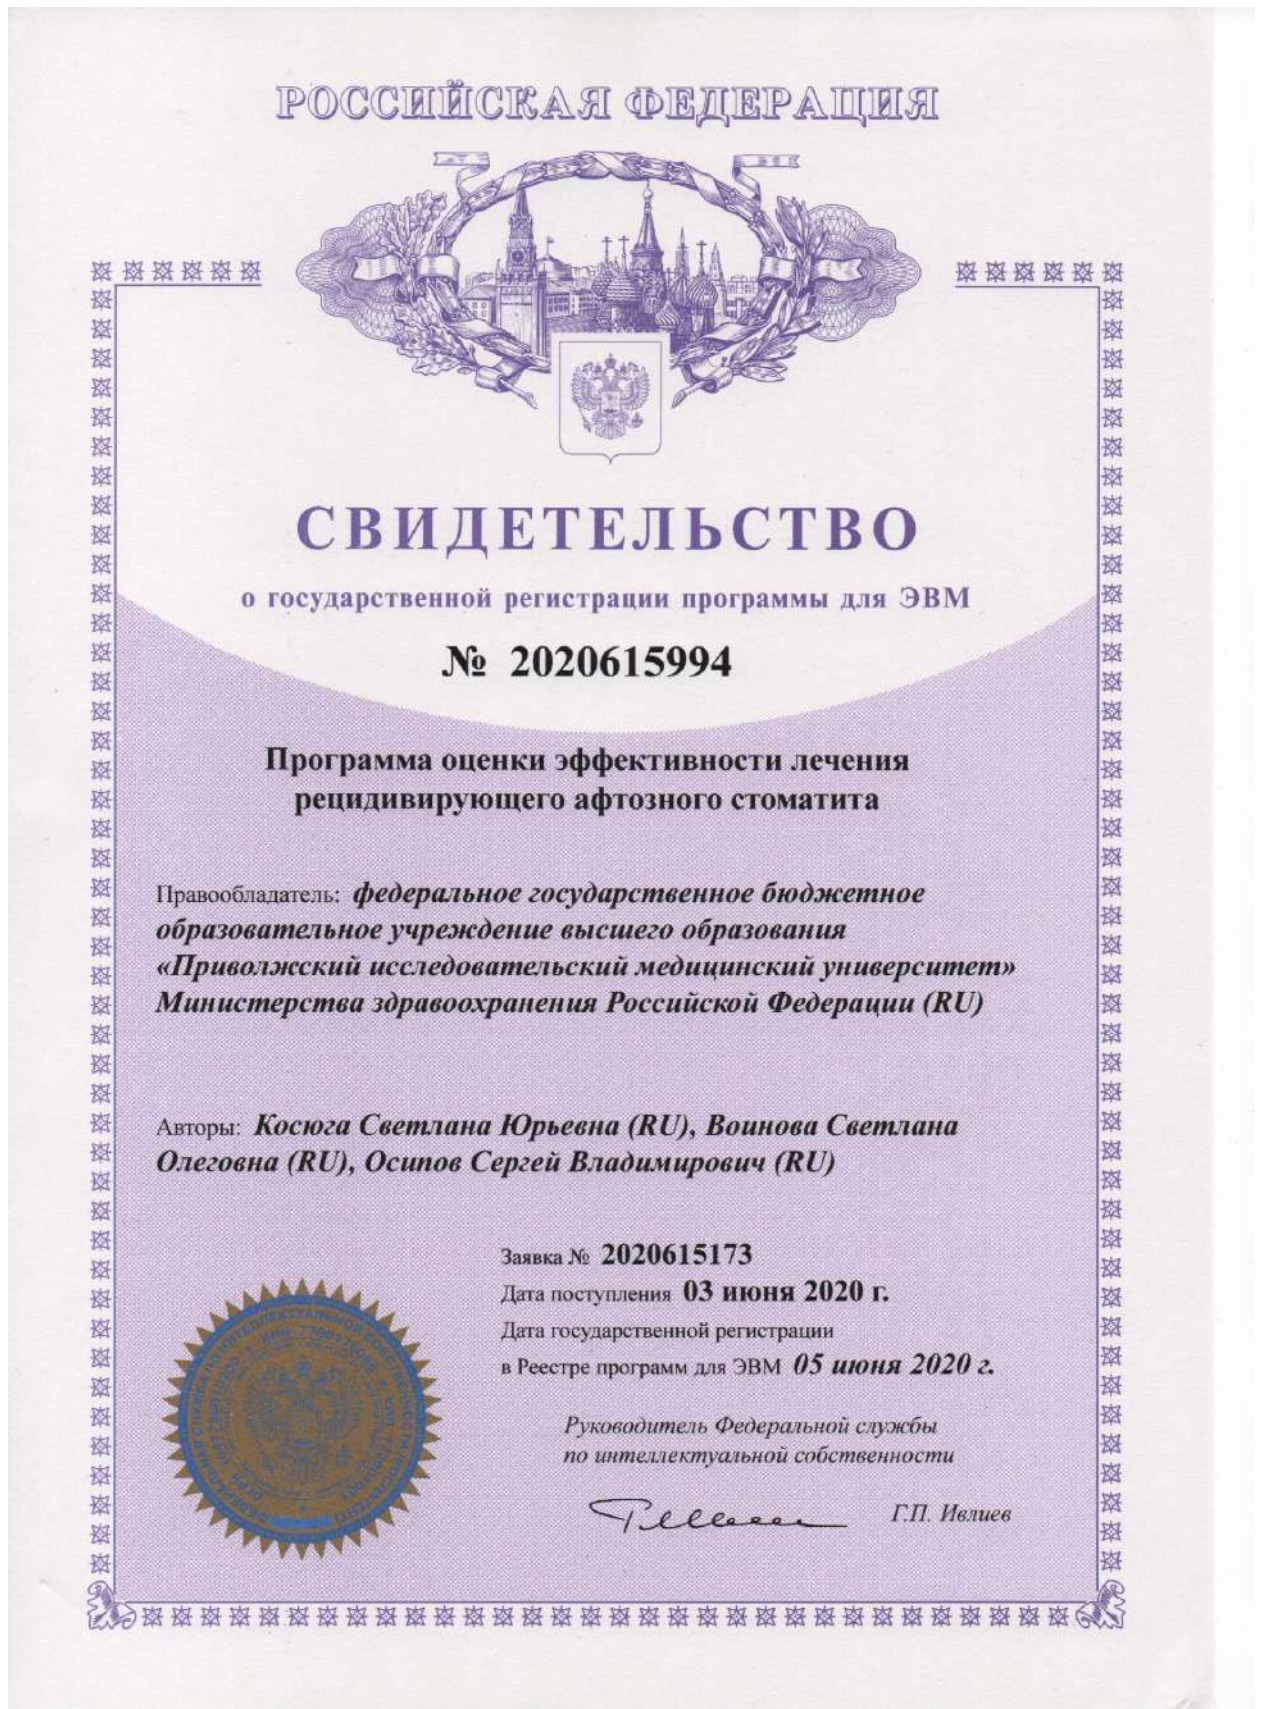 РОССИЙСКАЯ ФЕДЕРАЦИЯ
СВИДЕТЕЛЬСТВО
о государственной регистрации программы для ЭВМ
№ 2020615994
Программа оценки эффективности лечения
рецидивирующего афтозного стоматита
Правообладатель: федеральное государственное бюджетное
образовательное учреждение высшего образования
«Приволжский исследовательский медицинский университет»
Министерства здравоохранения Российской Федерации (RU)
Авторы: Косюга Светлана Юрьевна (RU), Воинова Светлана
Олеговна (RU), Осипов Сергей Владимирович (RU)
Заявка № 2020615173
Дата поступления 03 июня 2020 г.
Дата государственной регистрации
в Реестре программ для ЭВМ 05 июня 2020 г.
Руководитель Федеральной службы
по интеллектуальной собственности
Г.П. Ивлиев